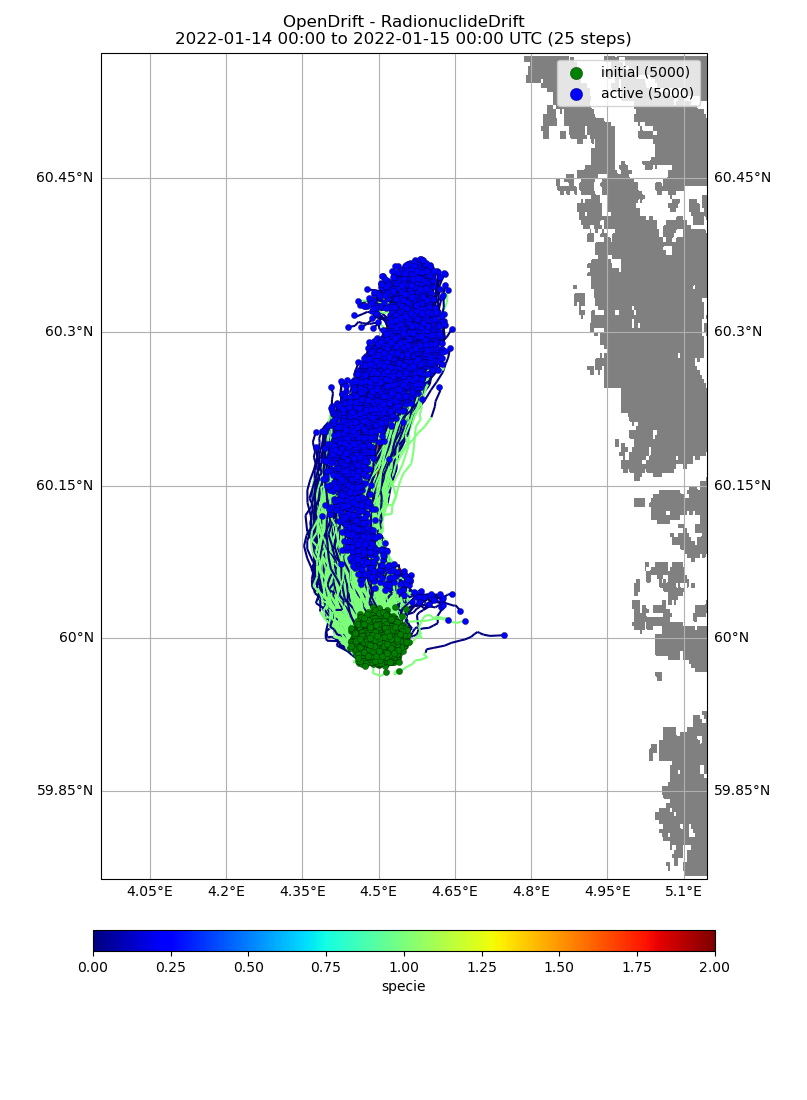 OpenDrift - RadionuclideDrift
2022-01-14 00:00 to 2022-01-15 00:00 UTC (25 steps)
initial (5000)
active (5000)
60.45°N 60.45°N
60.3°N 60.3°N
60.15°N 60.15°N
60°N 60°N
59.85°N 59.85°N
4.05°E 4.2°E 4.35°E 4.5°E 4.65°E 4.8°E 4.95°E 5.1°E
0.00 0.25 0.50 0.75 1.00 1.25 1.50 1.75 2.00
specie